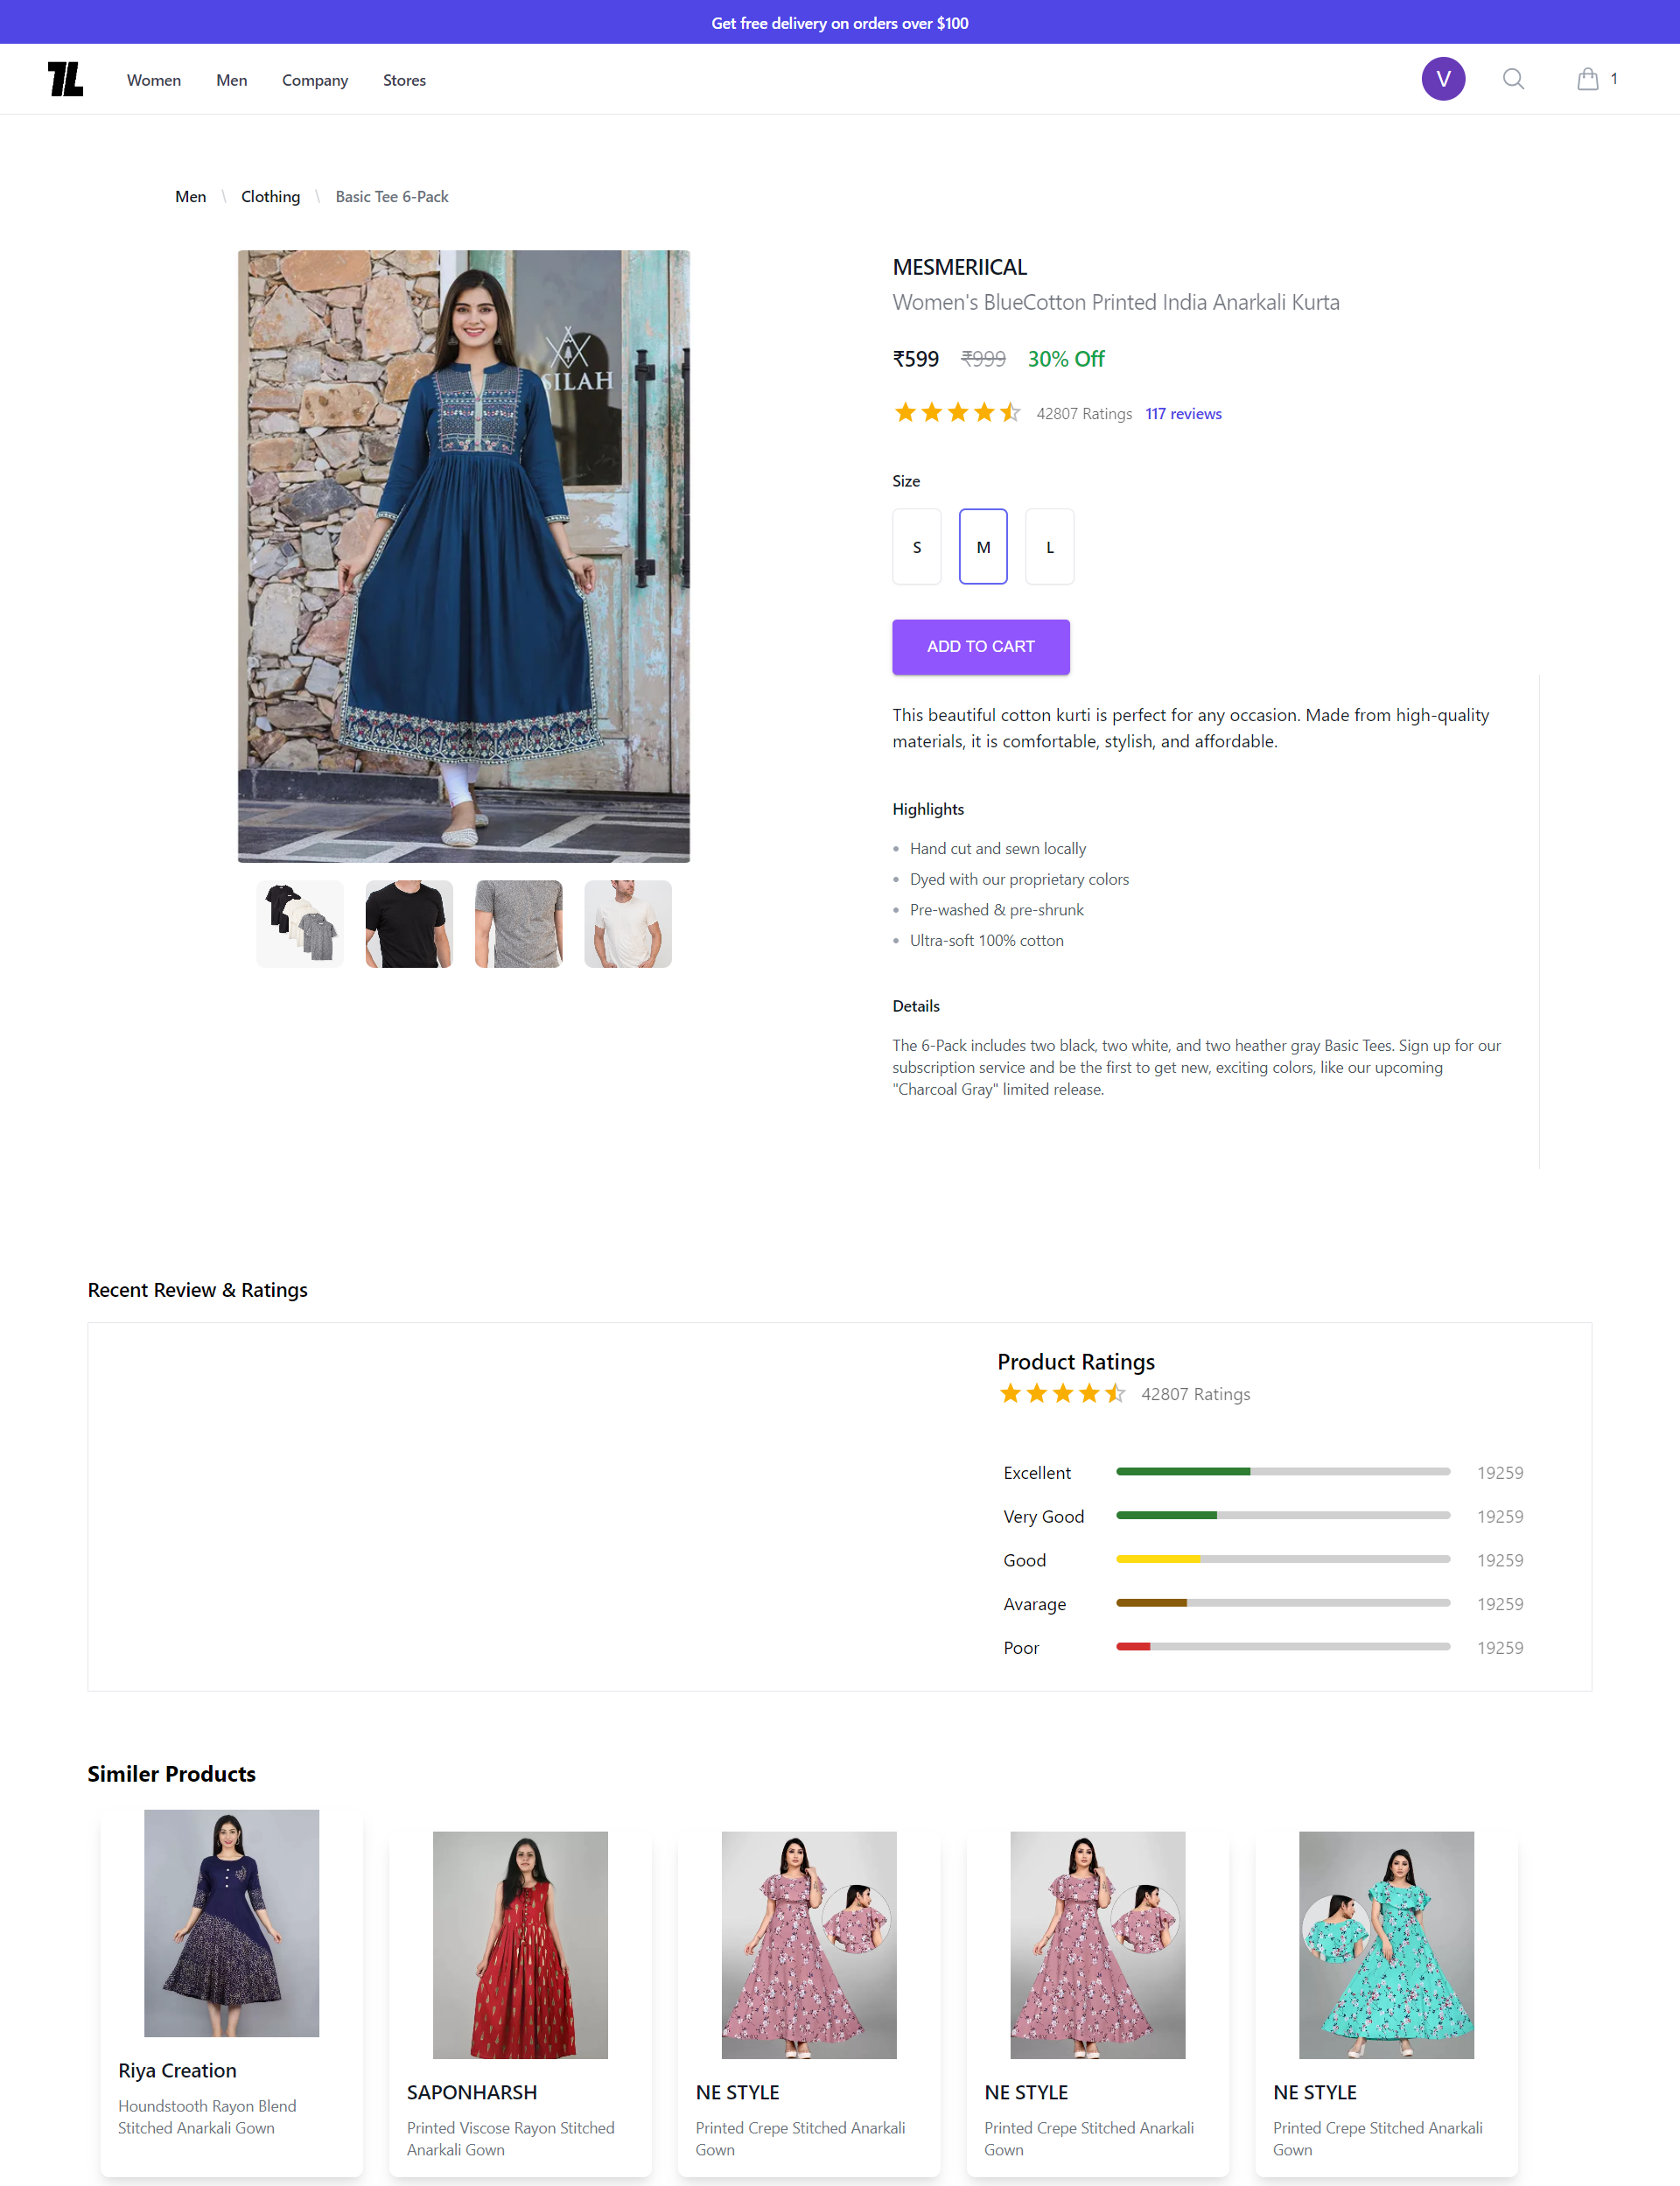 Get free delivery on orders over $100
Women Men Company Stores V 1
Men \ Clothing \ Basic Tee 6-Pack
SILAH
MESMERIICAL
Women's BlueCotton Printed India Anarkali Kurta
₹599 ₹999 30% Off
42807 Ratings 117 reviews
Size
S M L
ADD TO CART
This beautiful cotton kurti is perfect for any occasion. Made from high-quality
materials, it is comfortable, stylish, and affordable.
Highlights
Hand cut and sewn locally
Dyed with our proprietary colors
Pre-washed & pre-shrunk
Ultra-soft 100% cotton
Details
The 6-Pack includes two black, two white, and two heather gray Basic Tees. Sign up for our
subscription service and be the first to get new, exciting colors, like our upcoming
"Charcoal Gray" limited release.
Recent Review & Ratings
Product Ratings
42807 Ratings
Excellent 19259
Very Good 19259
Good 19259
Avarage 19259
Poor 19259
Similer Products
Riya Creation
Houndstooth Rayon Blend
Stitched Anarkali Gown
SAPONHARSH
Printed Viscose Rayon Stitched
Anarkali Gown
NE STYLE
Printed Crepe Stitched Anarkali
Gown
NE STYLE
Printed Crepe Stitched Anarkali
Gown
NE STYLE
Printed Crepe Stitched Anarkali
Gown